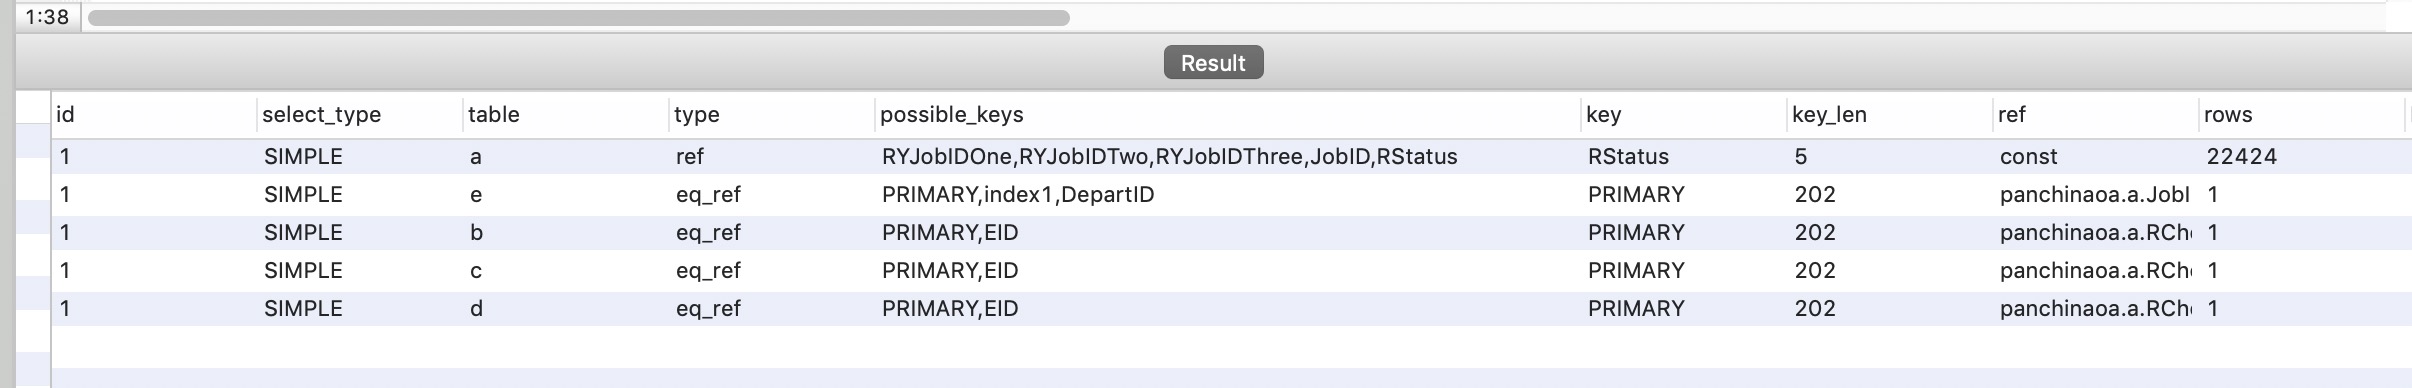 1:38
Result
id select_type table type possible_keys key key_len ref rows
1 SIMPLE a ref RYJobIDOne,RYJobIDTwo,RYJobIDThree,JobID,RStatus RStatus 5 const 22424
1 SIMPLE e eq_ref PRIMARY,index1,DepartID PRIMARY 202 panchinaoa.a.JobI 1
1 SIMPLE b eq_ref PRIMARY,EID PRIMARY 202 panchinaoa.a.RCh 1
1 SIMPLE c eq_ref PRIMARY,EID PRIMARY 202 panchinaoa.a.RCh 1
1 SIMPLE d eq_ref PRIMARY,EID PRIMARY 202 panchinaoa.a.RCh 1